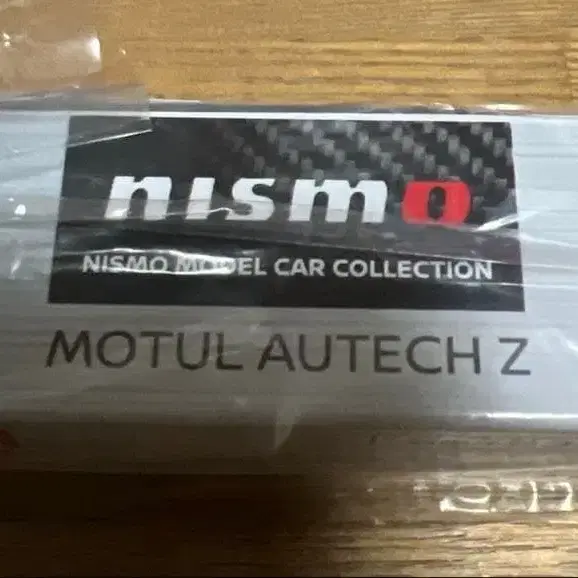 nismo
NISMO MODEL CAR COLLECTION
MOTUL AUTECH Z